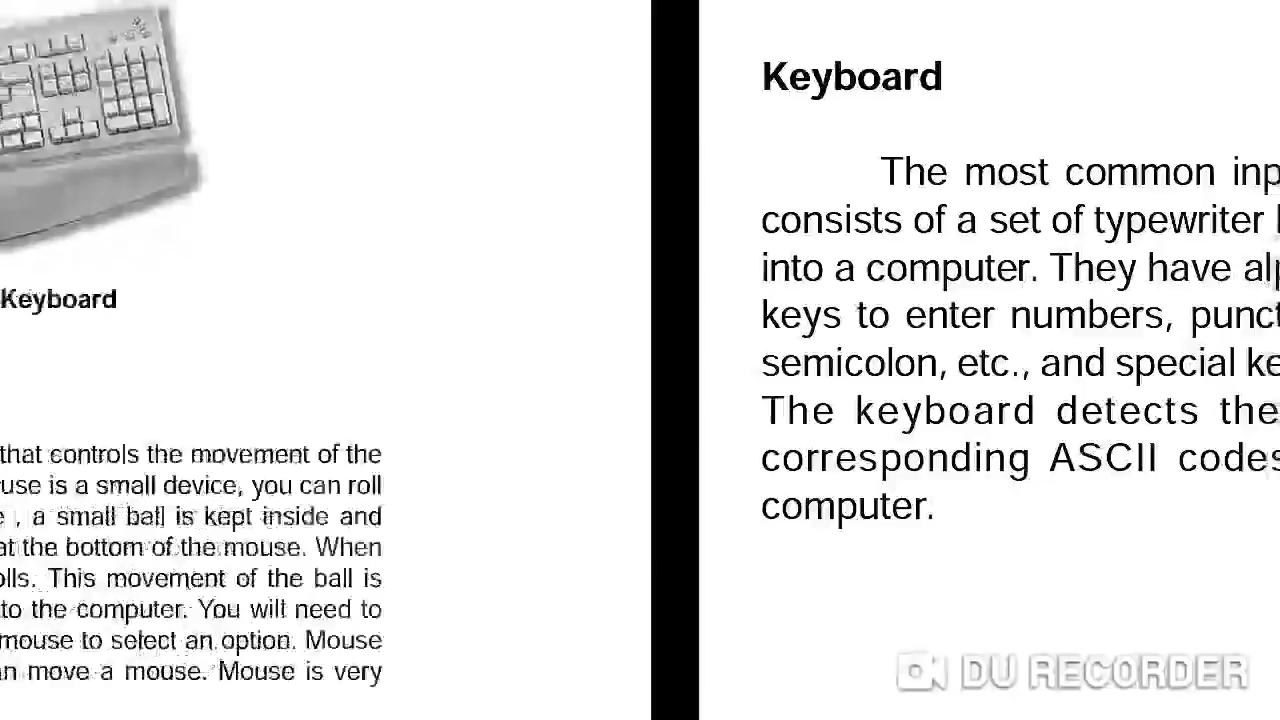 Keyboard
that controls the movement of the
use is a small device, you can roll
, a small ball is kept inside and
at the bottom of the mouse. When
olls. This movement of the ball is
to the computer. You will need to
mouse to select an option. Mouse
an move a mouse. Mouse is very
Keyboard
The most common inp
consists of a set of typewriter
into a computer. They have alp
keys to enter numbers, punct
semicolon, etc., and special ke
The keyboard detects the
corresponding ASCII codes
computer.
DU RECORDER